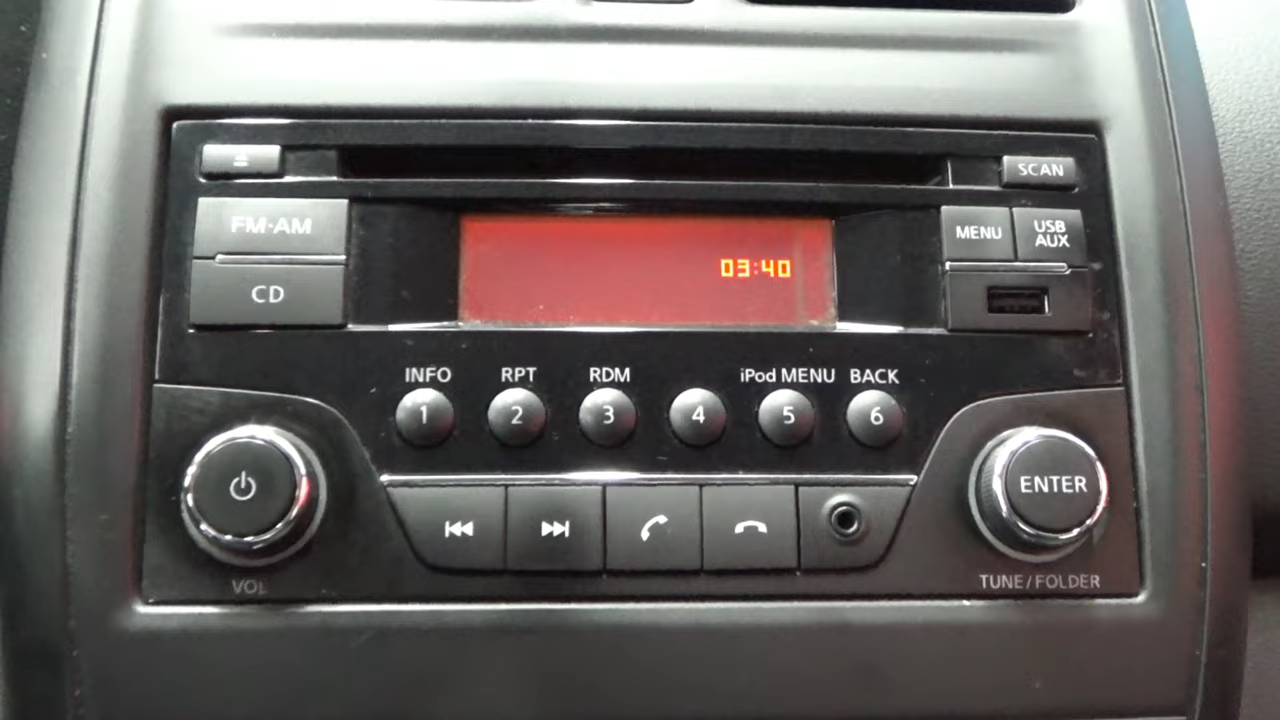 SCAN
FM·AM
MENU
USB
AUX
CD
03:40
INFO RPT RDM iPod MENU BACK
1 2 3 4 5 6
ENTER
VOL
TUNE/FOLDER